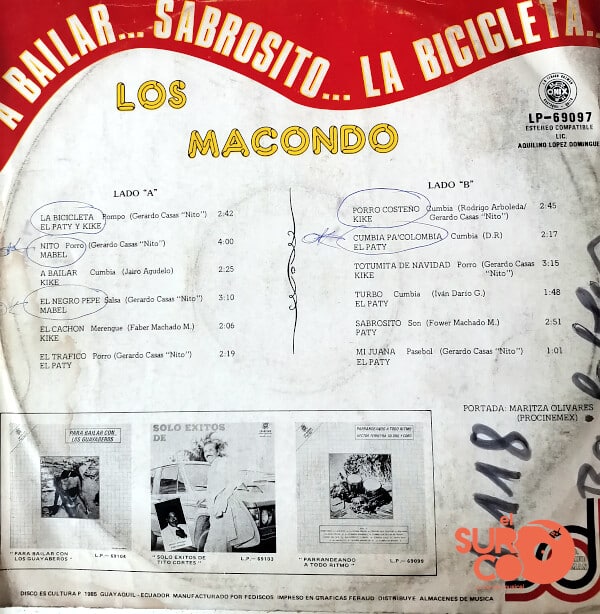 A BAILAR... SABROSITO... LA BICICLETA...
LOS
MACONDO
ONIX
LP-69097
ESTEREO COMPATIBLE
LIC.
AQUILINO LOPEZ DOMINGUE
LADO "A"
LA BICICLETA Pompo (Gerardo Casas "Nito") 2:42
EL PATY Y KIKE
NITO Porro (Gerardo Casas "Nito") 4:00
MABEL
A BAILAR Cumbia (Jairo Agudelo) 2:25
KIKE
EL NEGRO PEPE Salsa (Gerardo Casas "Nito") 3:10
MABEL
EL CACHON Merengue (Faber Machado M.) 2:06
KIKE
EL TRAFICO Porro (Gerardo Casas "Nito") 2:19
EL PATY
LADO "B"
PORRO COSTEÑO Cumbia (Rodrigo Arboleda/ 2:45
KIKE Gerardo Casas "Nito")
CUMBIA PA'COLOMBIA Cumbia (D.R) 2:17
EL PATY
TOTUMITA DE NAVIDAD Porro (Gerardo Casas 3:15
KIKE "Nito")
TURBO Cumbia (Iván Darío G.) 1:48
EL PATY
SABROSITO Son (Fower Machado M.) 2:51
PATY
MI JUANA Pasebol (Gerardo Casas "Nito") 1:01
EL PATY
PORTADA: MARITZA OLIVARES
(PROCINEMEX)
118
PARA BAILAR CON
LOS GUAYABEROS
"PARA BAILAR CON
LOS GUAYABEROS" LP-69104
SOLO EXITOS
DE
"SOLO EXITOS DE
TITO CORTES" L.P.-69103
PARRANDEANDO A TODO RITMO
"PARRANDEANDO
A TODO RITMO" L.P.-69099
el
SURCO
DISCO ES CULTURA P 1985 GUAYAQUIL - ECUADOR MANUFACTURADO POR FEDISCOS IMPRESO EN GRAFICAS FERAUD DISTRIBUYE ALMACENES DE MUSICA